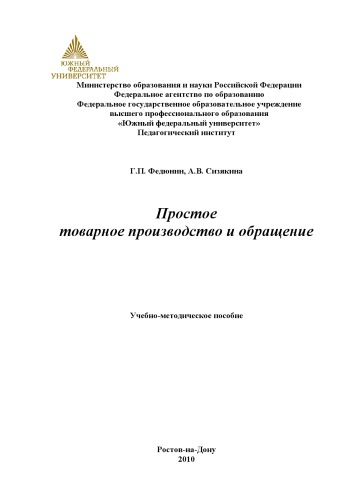 ЮЖНЫЙ
ФЕДЕРАЛЬНЫЙ
УНИВЕРСИТЕТ
Министерство образования и науки Российской Федерации
Федеральное агентство по образованию
Федеральное государственное образовательное учреждение
высшего профессионального образования
«Южный федеральный университет»
Педагогический институт
Г.П. Федюнин, А.В. Сизякина
Простое
товарное производство и обращение
Учебно-методическое пособие
Ростов-на-Дону
2010